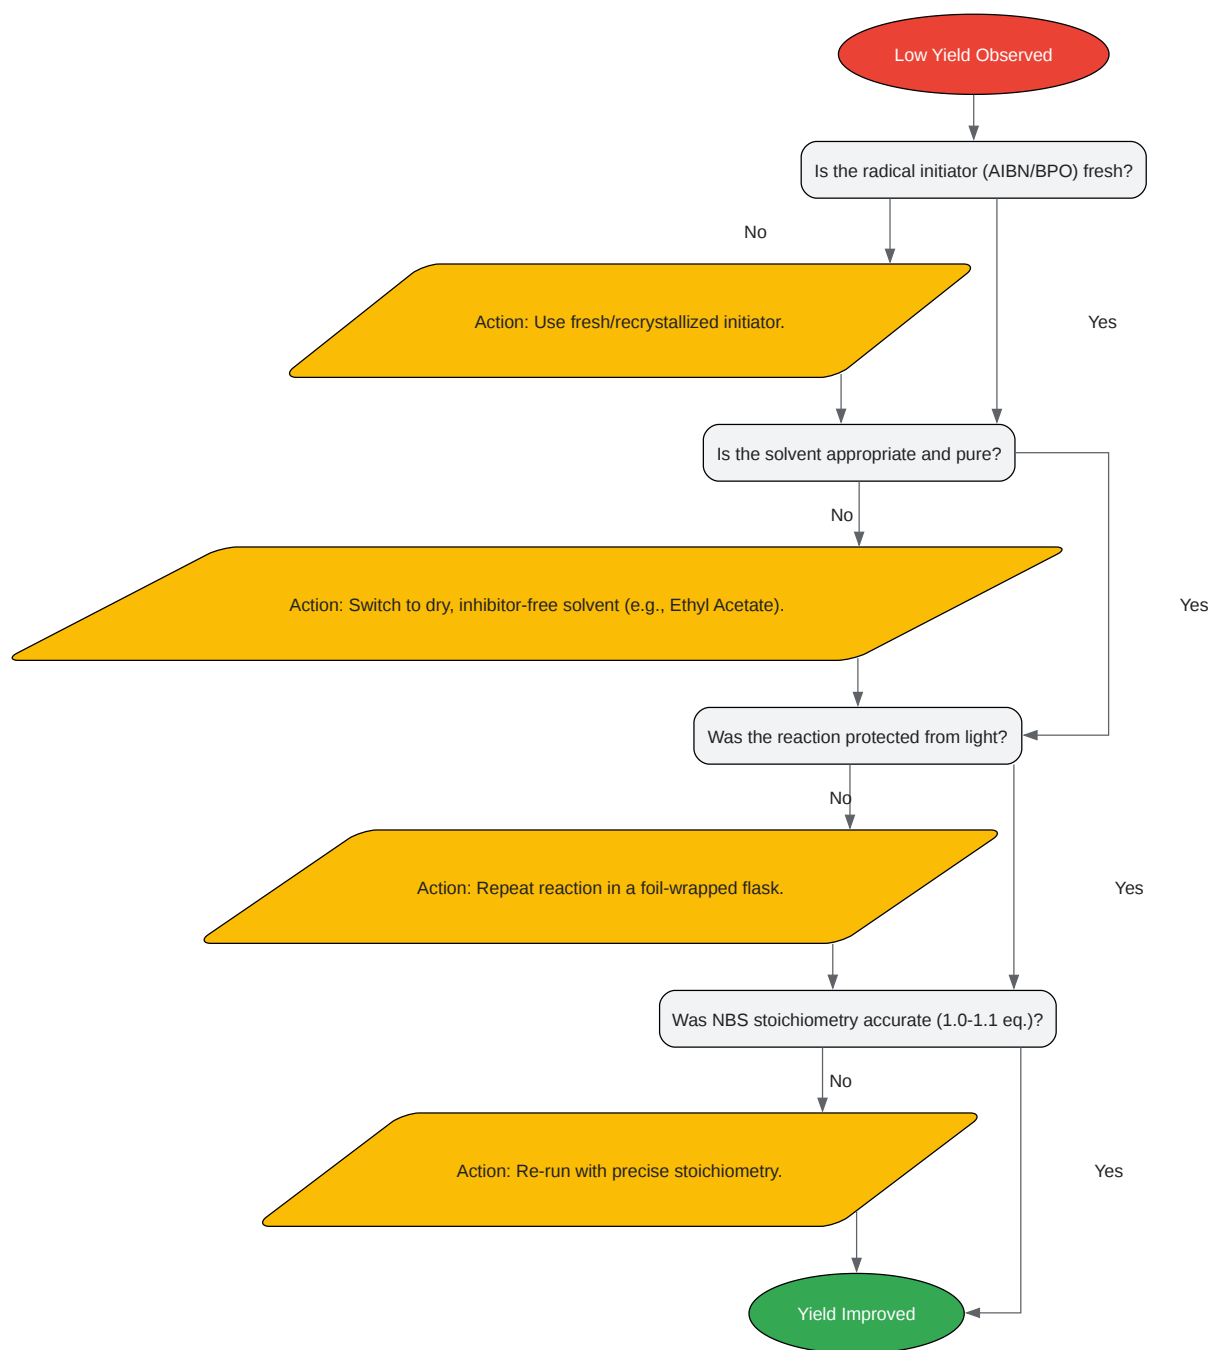 Low Yield Observed
Is the radical initiator (AIBN/BPO) fresh?
No
Action: Use fresh/recrystallized initiator.
Yes
Is the solvent appropriate and pure?
No
Action: Switch to dry, inhibitor-free solvent (e.g., Ethyl Acetate).
Yes
Was the reaction protected from light?
No
Action: Repeat reaction in a foil-wrapped flask.
Yes
Was NBS stoichiometry accurate (1.0-1.1 eq.)?
No
Action: Re-run with precise stoichiometry.
Yes
Yield Improved